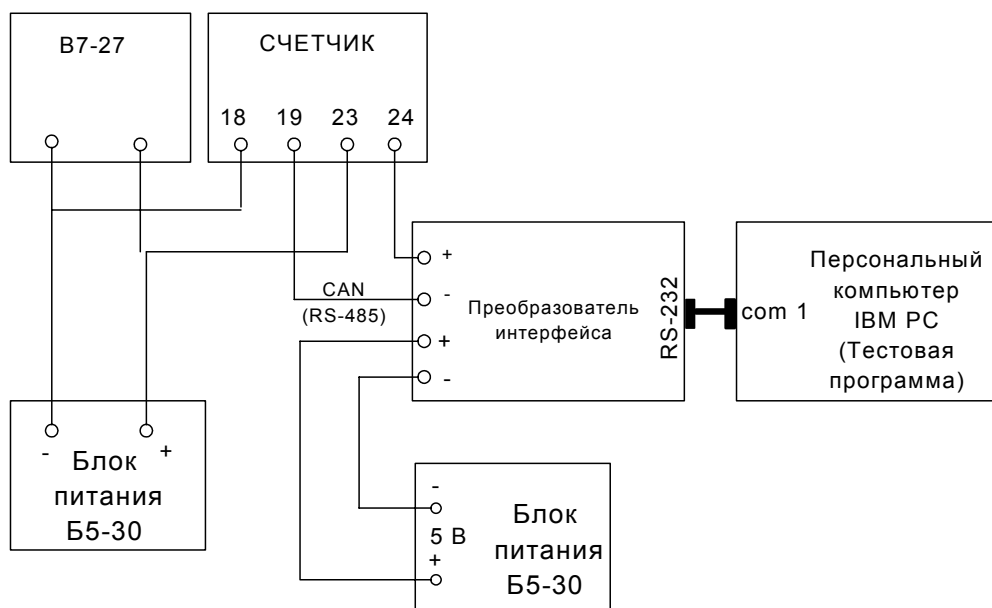 В7-27
СЧЕТЧИК
18 19 23 24
+
-
+
-
CAN
(RS-485)
Преобразователь
интерфейса
RS-232
com 1
Персональный
компьютер
IBM PC
(Тестовая
программа)
- +
Блок
питания
Б5-30
-
5 В
+
Блок
питания
Б5-30